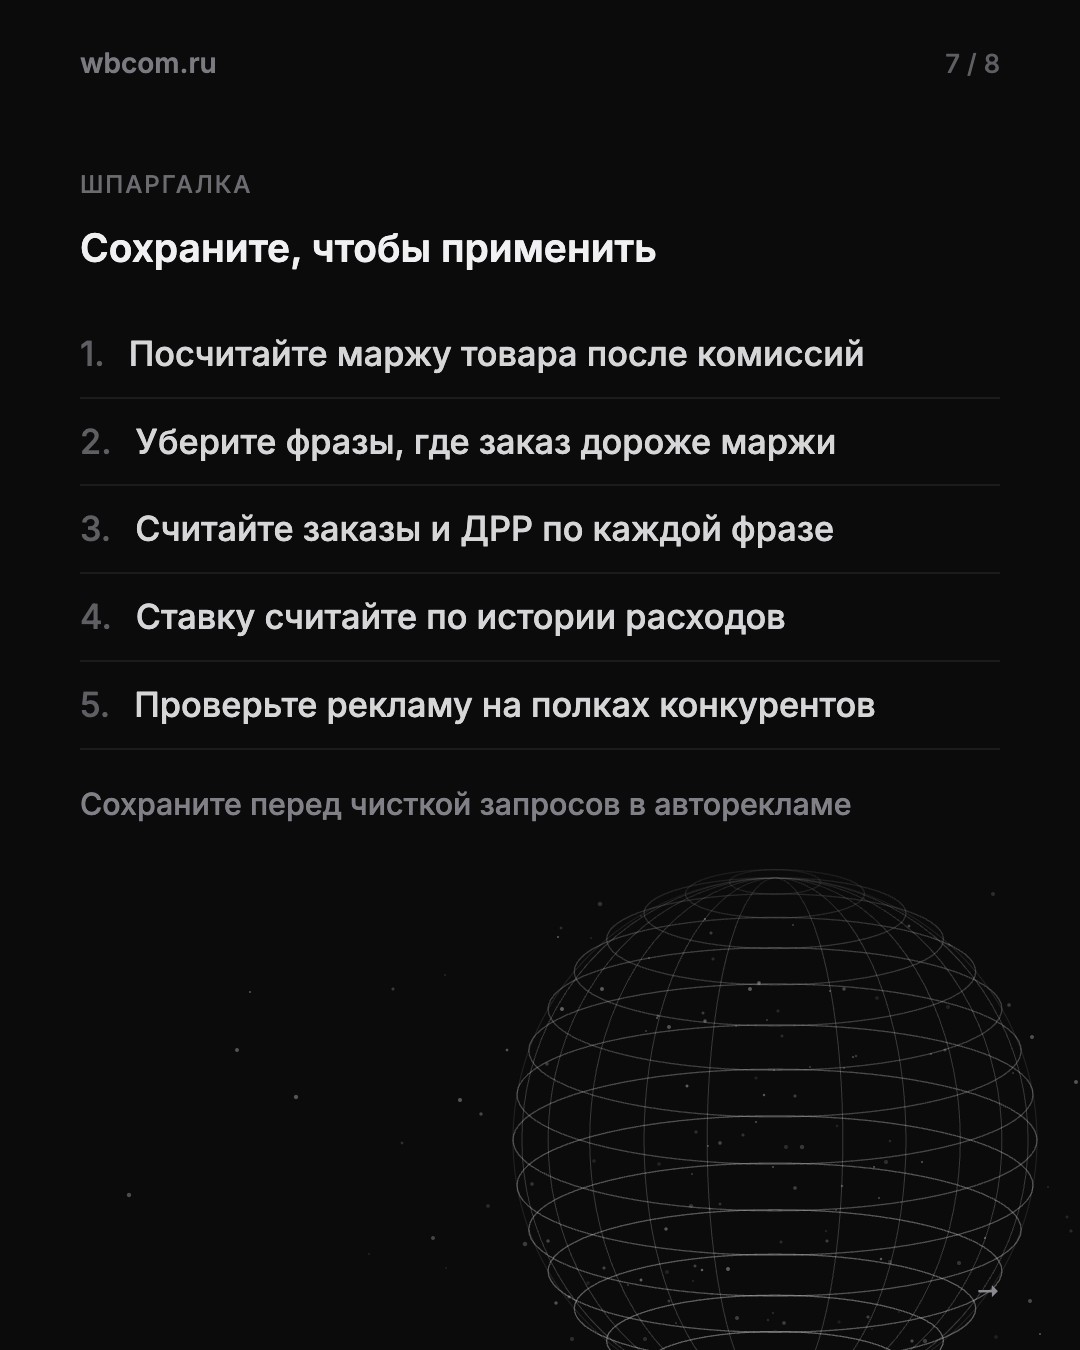 wbcom.ru
7 / 8
ШПАРГАЛКА
Сохраните, чтобы применить
1. Посчитайте маржу товара после комиссий
2. Уберите фразы, где заказ дороже маржи
3. Считайте заказы и ДРР по каждой фразе
4. Ставку считайте по истории расходов
5. Проверьте рекламу на полках конкурентов
Сохраните перед чисткой запросов в авторекламе
→